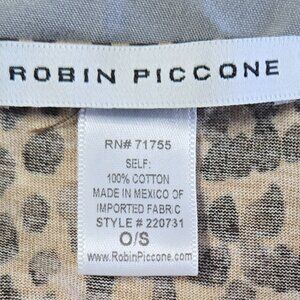 ROBIN PICCONE
RN# 71755
SELF:
100% COTTON
MADE IN MEXICO OF
IMPORTED FABRIC
STYLE # 220731
O/S
www.RobinPiccone.com